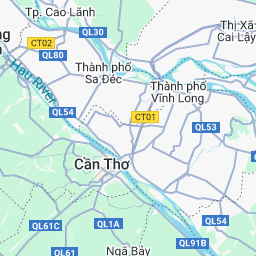 Tp. Cao Lãnh
QL30
Thị Xã
Cai Lậy
CT02
QL80
Thành phố
Sa Đéc
Thành phố
Vĩnh Long
Hau River
QL54
CT01
QL53
Cần Thơ
QL61C
QL1A
QL54
QL91B
QL61
Ngã Bảy